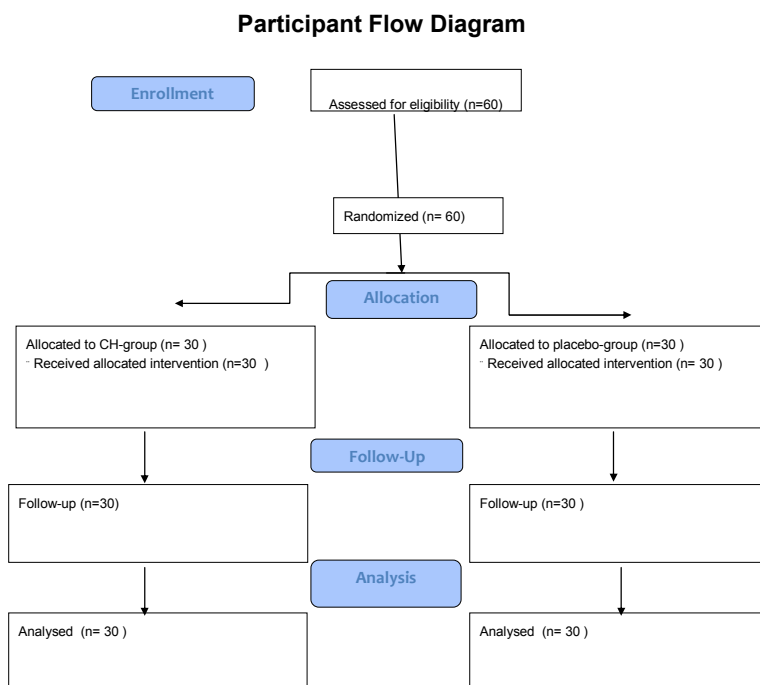 Participant Flow Diagram
Enrollment
Assessed for eligibility (n=60)
Randomized (n= 60)
Allocation
Allocated to CH-group (n= 30 )
¨ Received allocated intervention (n=30  )
Allocated to placebo-group (n=30 )
¨ Received allocated intervention (n= 30 )
Follow-Up
Follow-up (n=30)
Follow-up (n=30 )
Analysis
Analysed  (n= 30 )
Analysed  (n= 30 )